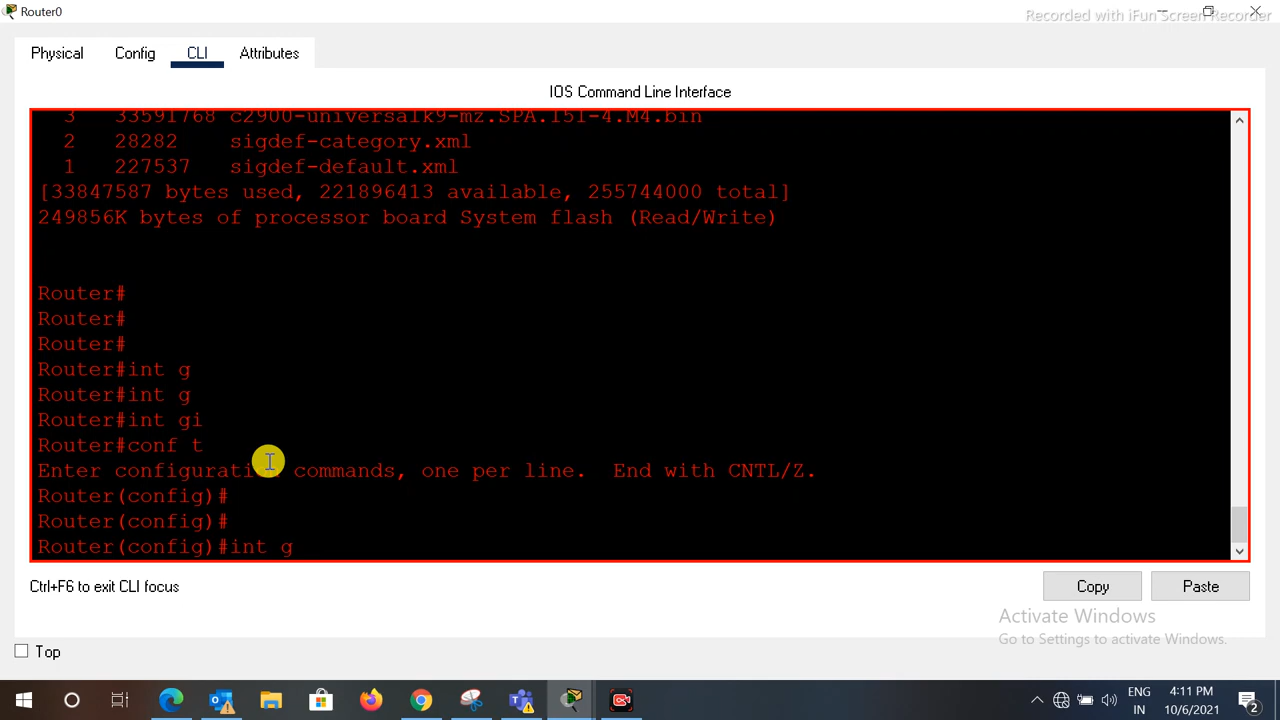 Router0
Recorded with iFun Screen Recorder
Physical Config CLI Attributes
IOS Command Line Interface
3 33591768 c2900-universalk9-mz.SPA.151-4.M4.bin
2 28282 sigdef-category.xml
1 227537 sigdef-default.xml
[33847587 bytes used, 221896413 available, 255744000 total]
249856K bytes of processor board System flash (Read/Write)
Router#
Router#
Router#
Router#int g
Router#int g
Router#int gi
Router#conf t
Enter configuration commands, one per line. End with CNTL/Z.
Router(config)#
Router(config)#
Router(config)#int g
Ctrl+F6 to exit CLI focus
Copy Paste
Activate Windows
Go to Settings to activate Windows.
Top
ENG
IN
4:11 PM
10/6/2021
2